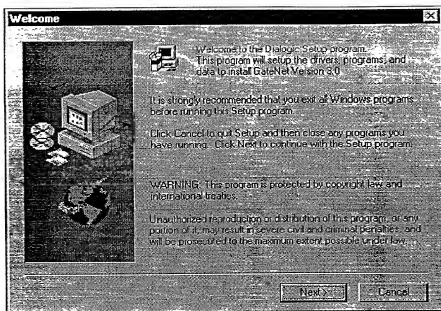 Welcome
Welcome to the Dialogic Setup program.
This program will setup the drivers, programs, and
data to install GateNet Version 3.0
It is strongly recommended that you exit all Windows programs
before running this Setup program.
Click Cancel to quit Setup and then close any programs you
have running. Click Next to continue with the Setup program.
WARNING: This program is protected by copyright law and
international treaties.
Unauthorized reproduction or distribution of this program, or any
portion of it, may result in severe civil and criminal penalties, and
will be prosecuted to the maximum extent possible under law.
Next >
Cancel